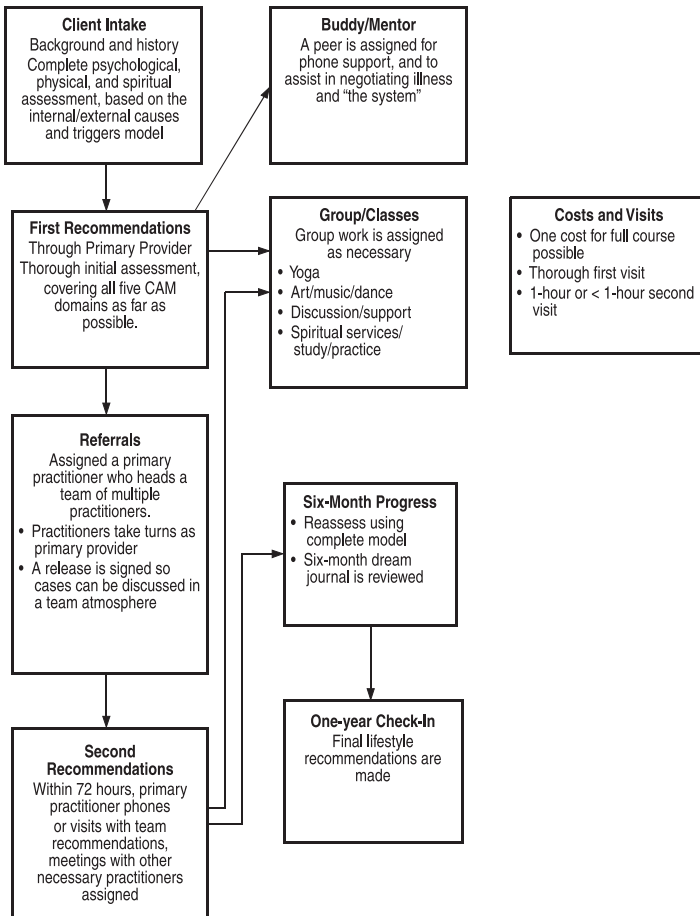 Client Intake
Background and history
Complete psychological,
physical, and spiritual
assessment, based on the
internal/external causes
and triggers model
Buddy/Mentor
A peer is assigned for
phone support, and to
assist in negotiating illness
and “the system”
First Recommendations
Through Primary Provider
Thorough initial assessment,
covering all five CAM
domains as far as
possible.
Group/Classes
Group work is assigned
as necessary
• Yoga
• Art/music/dance
• Discussion/support
• Spiritual services/
study/practice
Costs and Visits
• One cost for full course
possible
• Thorough first visit
• 1-hour or < 1-hour second
visit
Referrals
Assigned a primary
practitioner who heads a
team of multiple
practitioners.
• Practitioners take turns as
primary provider
• A release is signed so
cases can be discussed in
a team atmosphere
Six-Month Progress
• Reassess using
complete model
• Six-month dream
journal is reviewed
Second
Recommendations
Within 72 hours, primary
practitioner phones
or visits with team
recommendations,
meetings with other
necessary practitioners
assigned
One-year Check-In
Final lifestyle
recommendations are
made